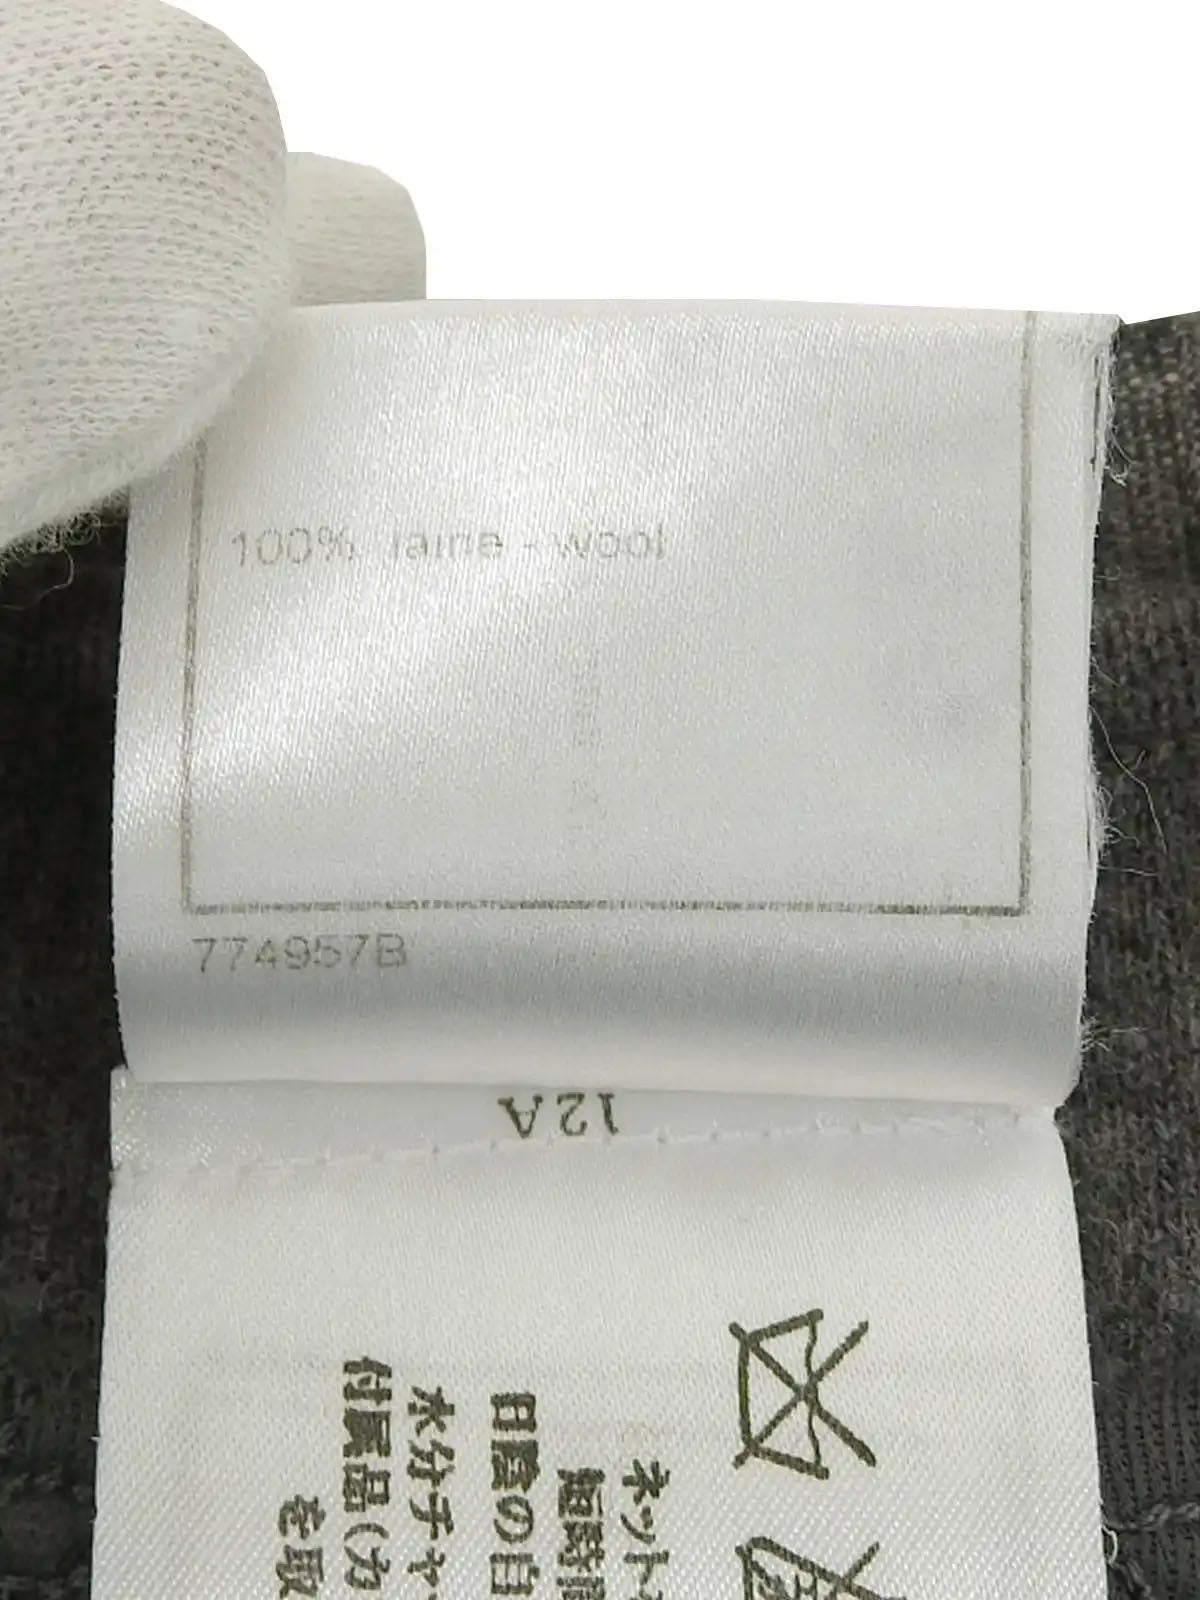 100% laine - wool
774957B
12A
ネット
短時間
日陰の自
水分チャ
付属品(カ
を取